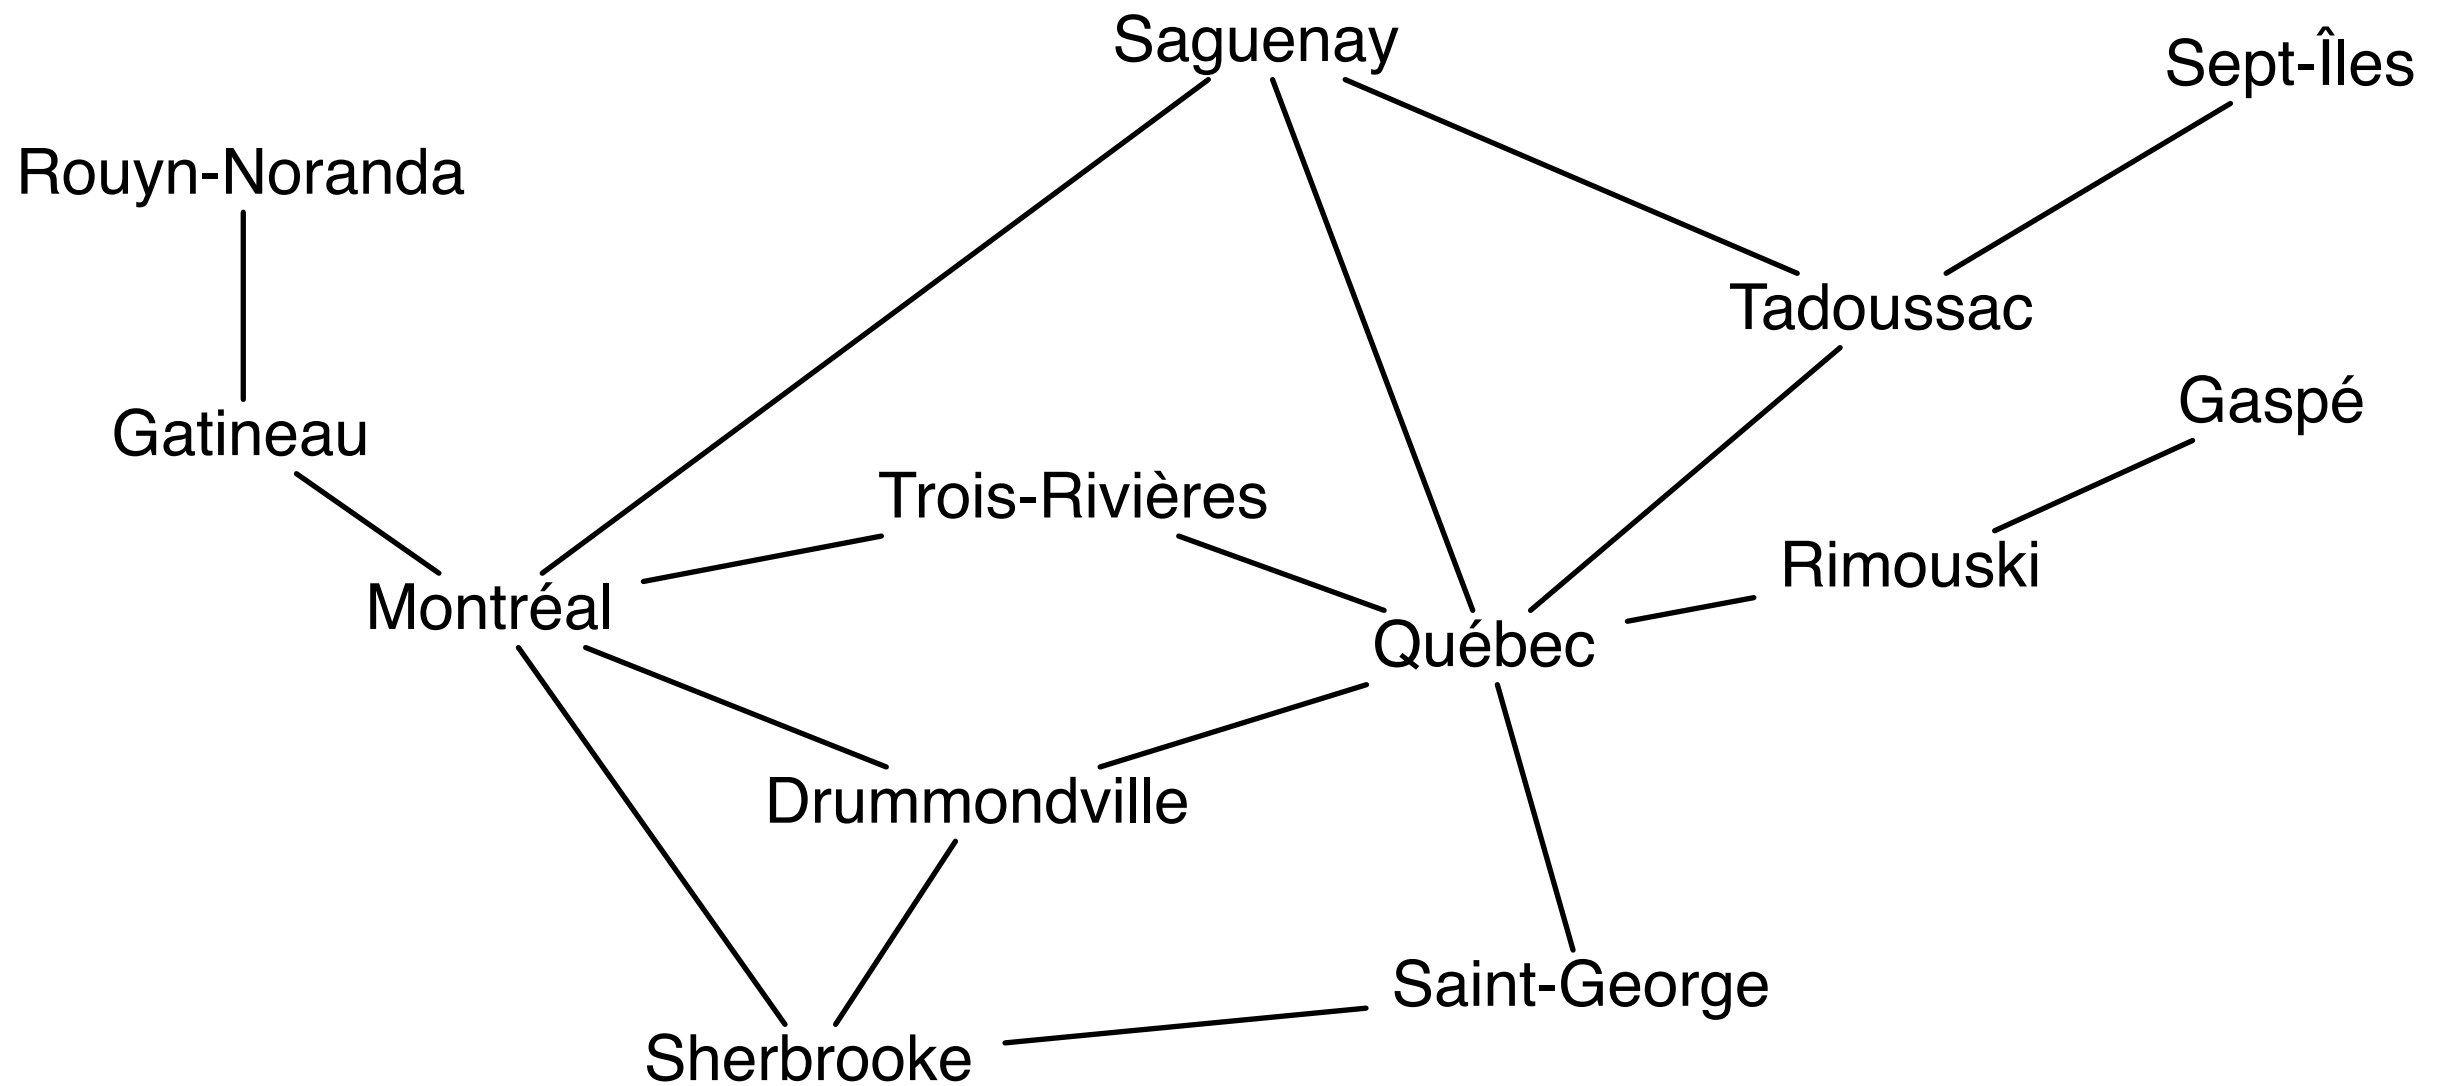 Saguenay
Sept-Îles
Rouyn-Noranda
Tadoussac
Gaspé
Gatineau
Trois-Rivières
Rimouski
Montréal
Québec
Drummondville
Saint-George
Sherbrooke